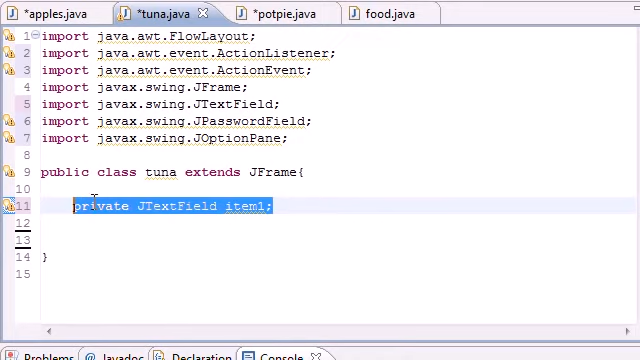 *apples.java *tuna.java *potpie.java food.java
1 import java.awt.FlowLayout;
2 import java.awt.event.ActionListener;
3 import java.awt.event.ActionEvent;
4 import javax.swing.JFrame;
5 import javax.swing.JTextField;
6 import javax.swing.JPasswordField;
7 import javax.swing.JOptionPane;
8
9 public class tuna extends JFrame{
10
11 private JTextField item1;
12
13
14 }
15
Problems @ Javadoc Declaration Console